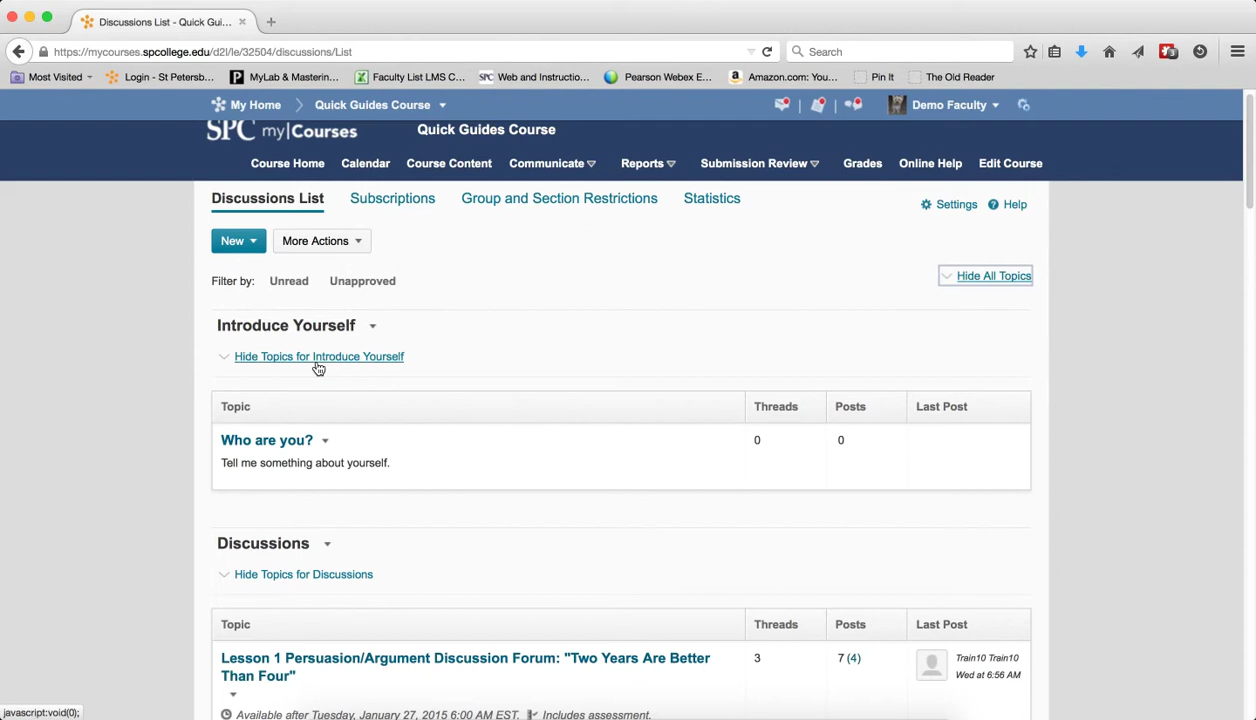 Discussions List - Quick Gui...
https://mycourses.spcollege.edu/d2l/le/32504/discussions/List
Search
3
Most Visited
Login - St Petersb...
MyLab & Mastering...
Faculty List LMS C...
SPC Web and Instructio...
Pearson Webex E...
Amazon.com: You...
Pin It
The Old Reader
My Home
Quick Guides Course
Demo Faculty
SPC my|Courses
Quick Guides Course
Course Home
Calendar
Course Content
Communicate
Reports
Submission Review
Grades
Online Help
Edit Course
Discussions List
Subscriptions
Group and Section Restrictions
Statistics
Settings
Help
New
More Actions
Filter by: Unread Unapproved
Hide All Topics
Introduce Yourself
Hide Topics for Introduce Yourself
Topic Threads Posts Last Post
Who are you? 0 0
Tell me something about yourself.
Discussions
Hide Topics for Discussions
Topic Threads Posts Last Post
Lesson 1 Persuasion/Argument Discussion Forum: "Two Years Are Better
Than Four"
3
7 (4)
Train10 Train10
Wed at 6:56 AM
Available after Tuesday, January 27, 2015 6:00 AM EST. Includes assessment.
javascript:void(0);